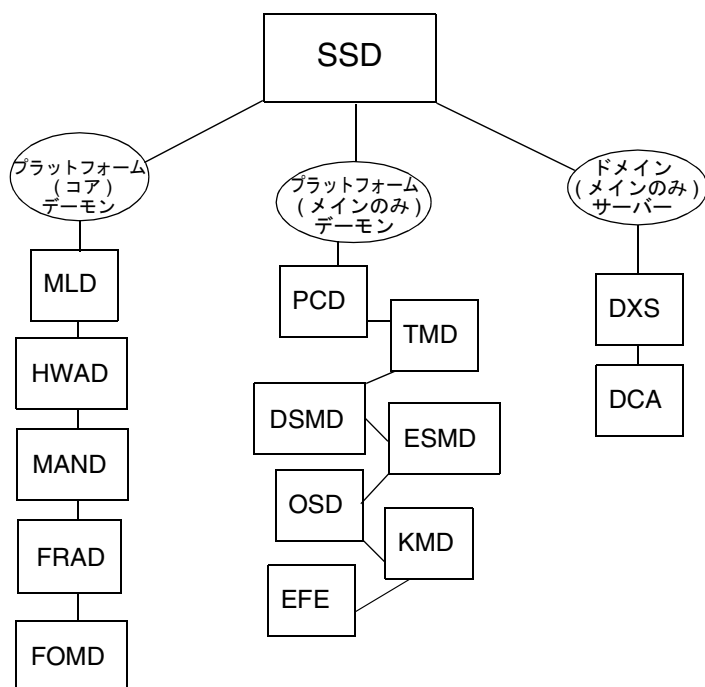 SSD
プラットフォーム
(コア)
デーモン
プラットフォーム
(メインのみ)
デーモン
ドメイン
(メインのみ)
サーバー
MLD
HWAD
MAND
FRAD
FOMD
PCD
TMD
DSMD
ESMD
OSD
KMD
EFE
DXS
DCA